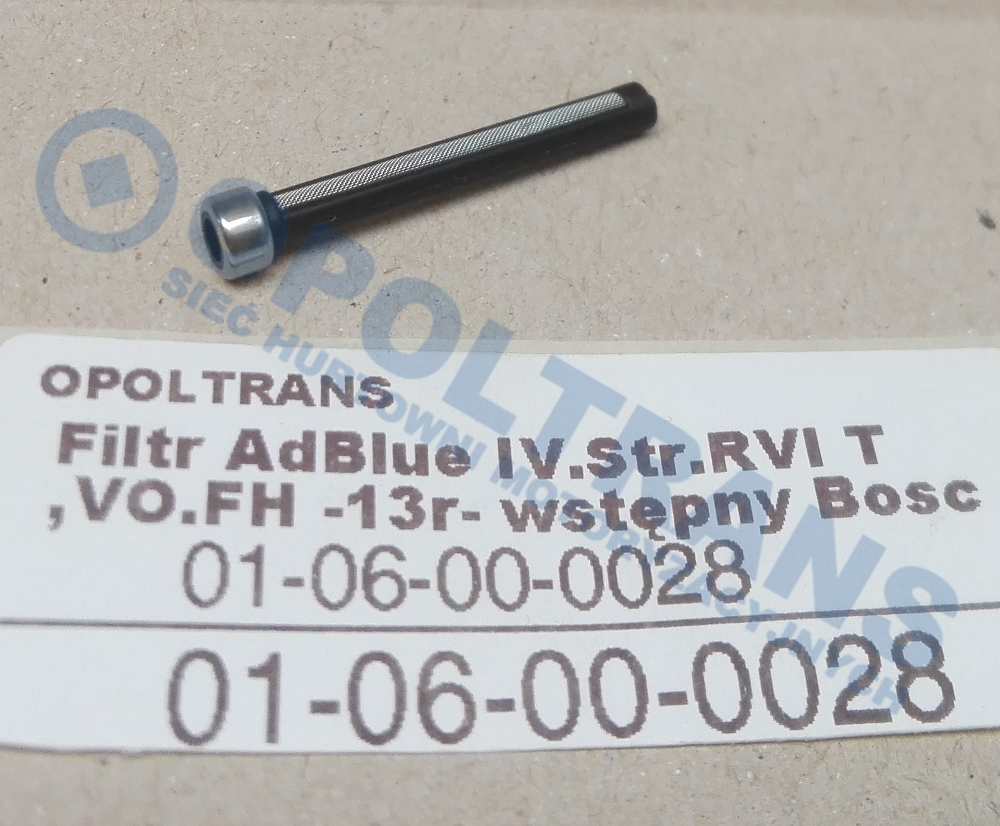 OPOLTRANS
SIEĆ HURTOWNI MOTORYZACYJNYCH
OPOLTRANS
Filtr AdBlue IV.Str.RVI T
,VO.FH -13r- wstępny Bosc
01-06-00-0028
01-06-00-0028